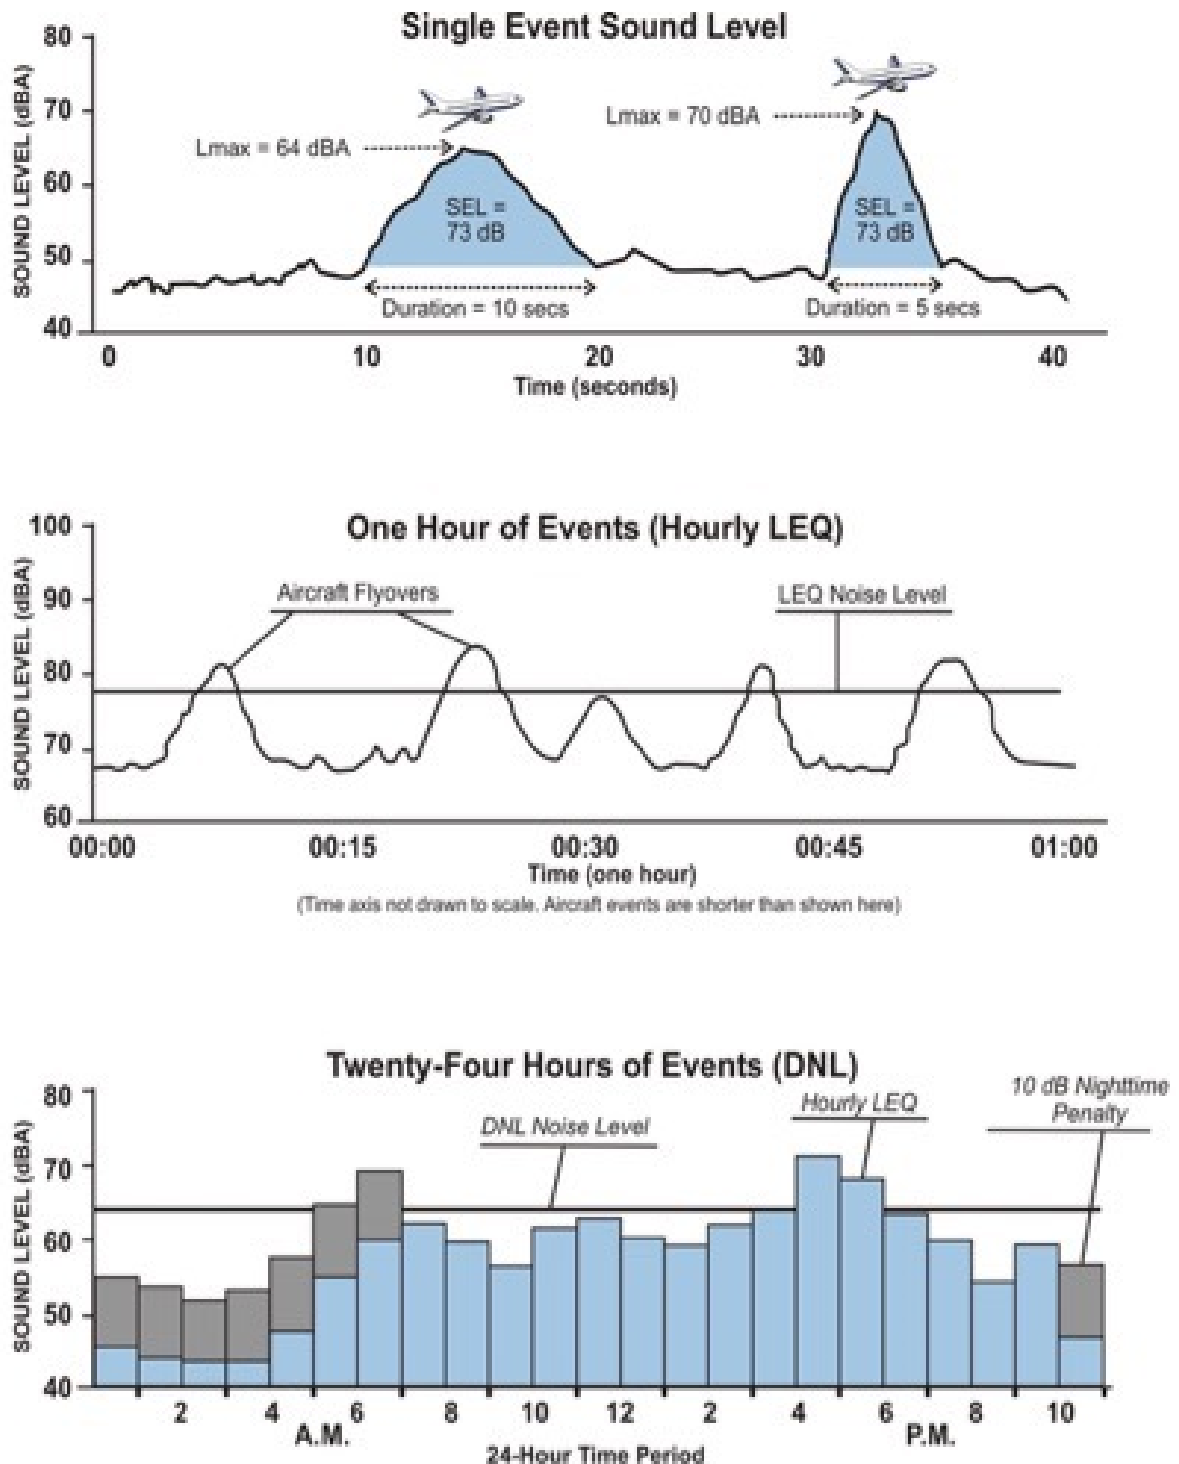 Single Event Sound Level
SOUND LEVEL (dBA)
80
70
60
50
40
Lmax = 64 dBA
Lmax = 70 dBA
SEL =
73 dB
SEL =
73 dB
Duration = 10 secs
Duration = 5 secs
0 10 20 30 40
Time (seconds)
One Hour of Events (Hourly LEQ)
SOUND LEVEL (dBA)
100
90
80
70
60
Aircraft Flyovers
LEQ Noise Level
00:00 00:15 00:30 00:45 01:00
Time (one hour)
(Time axis not drawn to scale. Aircraft events are shorter than shown here)
Twenty-Four Hours of Events (DNL)
SOUND LEVEL (dBA)
80
70
60
50
40
DNL Noise Level
Hourly LEQ
10 dB Nighttime
Penalty
2 4 6 8 10 12 2 4 6 8 10
A.M. P.M.
24-Hour Time Period